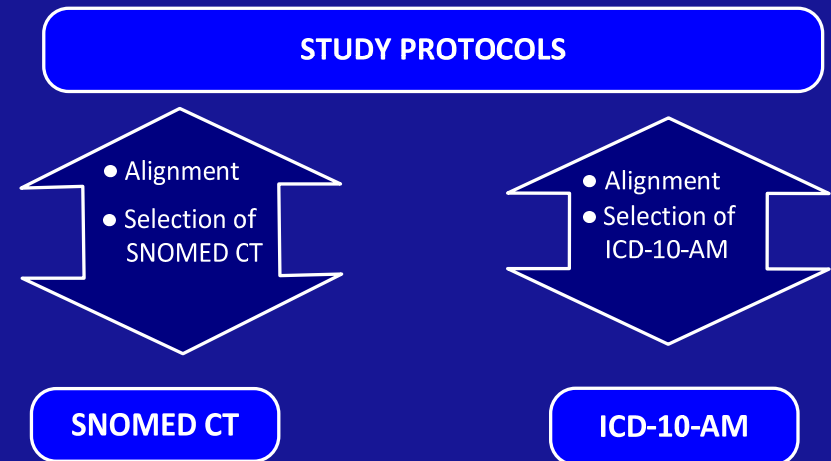 STUDY PROTOCOLS
● Alignment
● Selection of
SNOMED CT
● Alignment
● Selection of
ICD-10-AM
SNOMED CT
ICD-10-AM